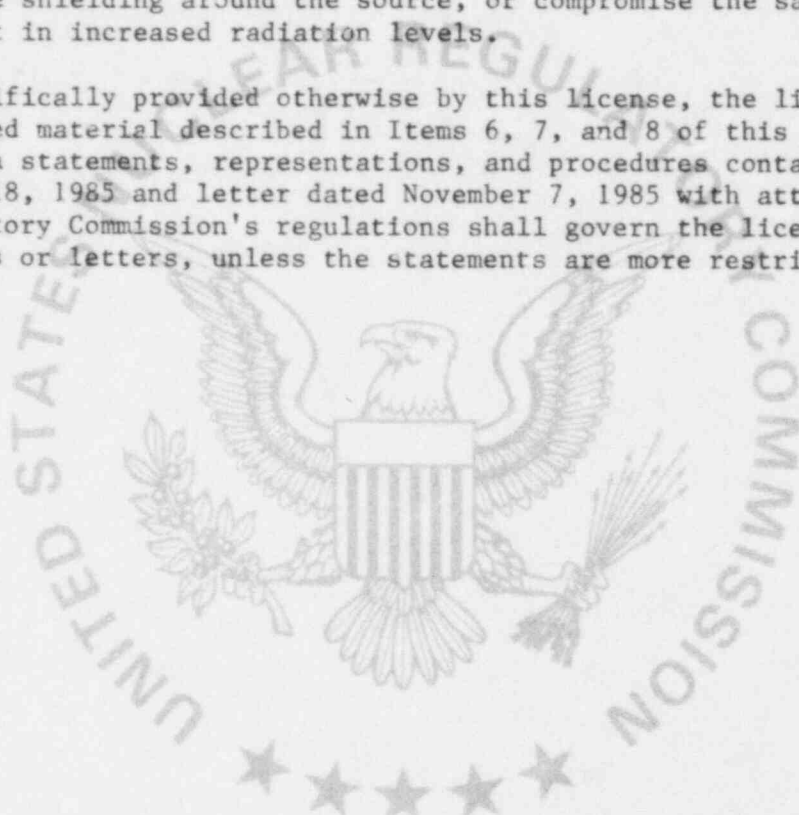 shielding around the source, or compromise the sa
in increased radiation levels.
ifically provided otherwise by this license, the li
ed material described in Items 6, 7, and 8 of this
statements, representations, and procedures conta
8, 1985 and letter dated November 7, 1985 with att
tory Commission's regulations shall govern the lice
s or letters, unless the statements are more restri
UNITED STATES NUCLEAR REGULATORY COMMISSION